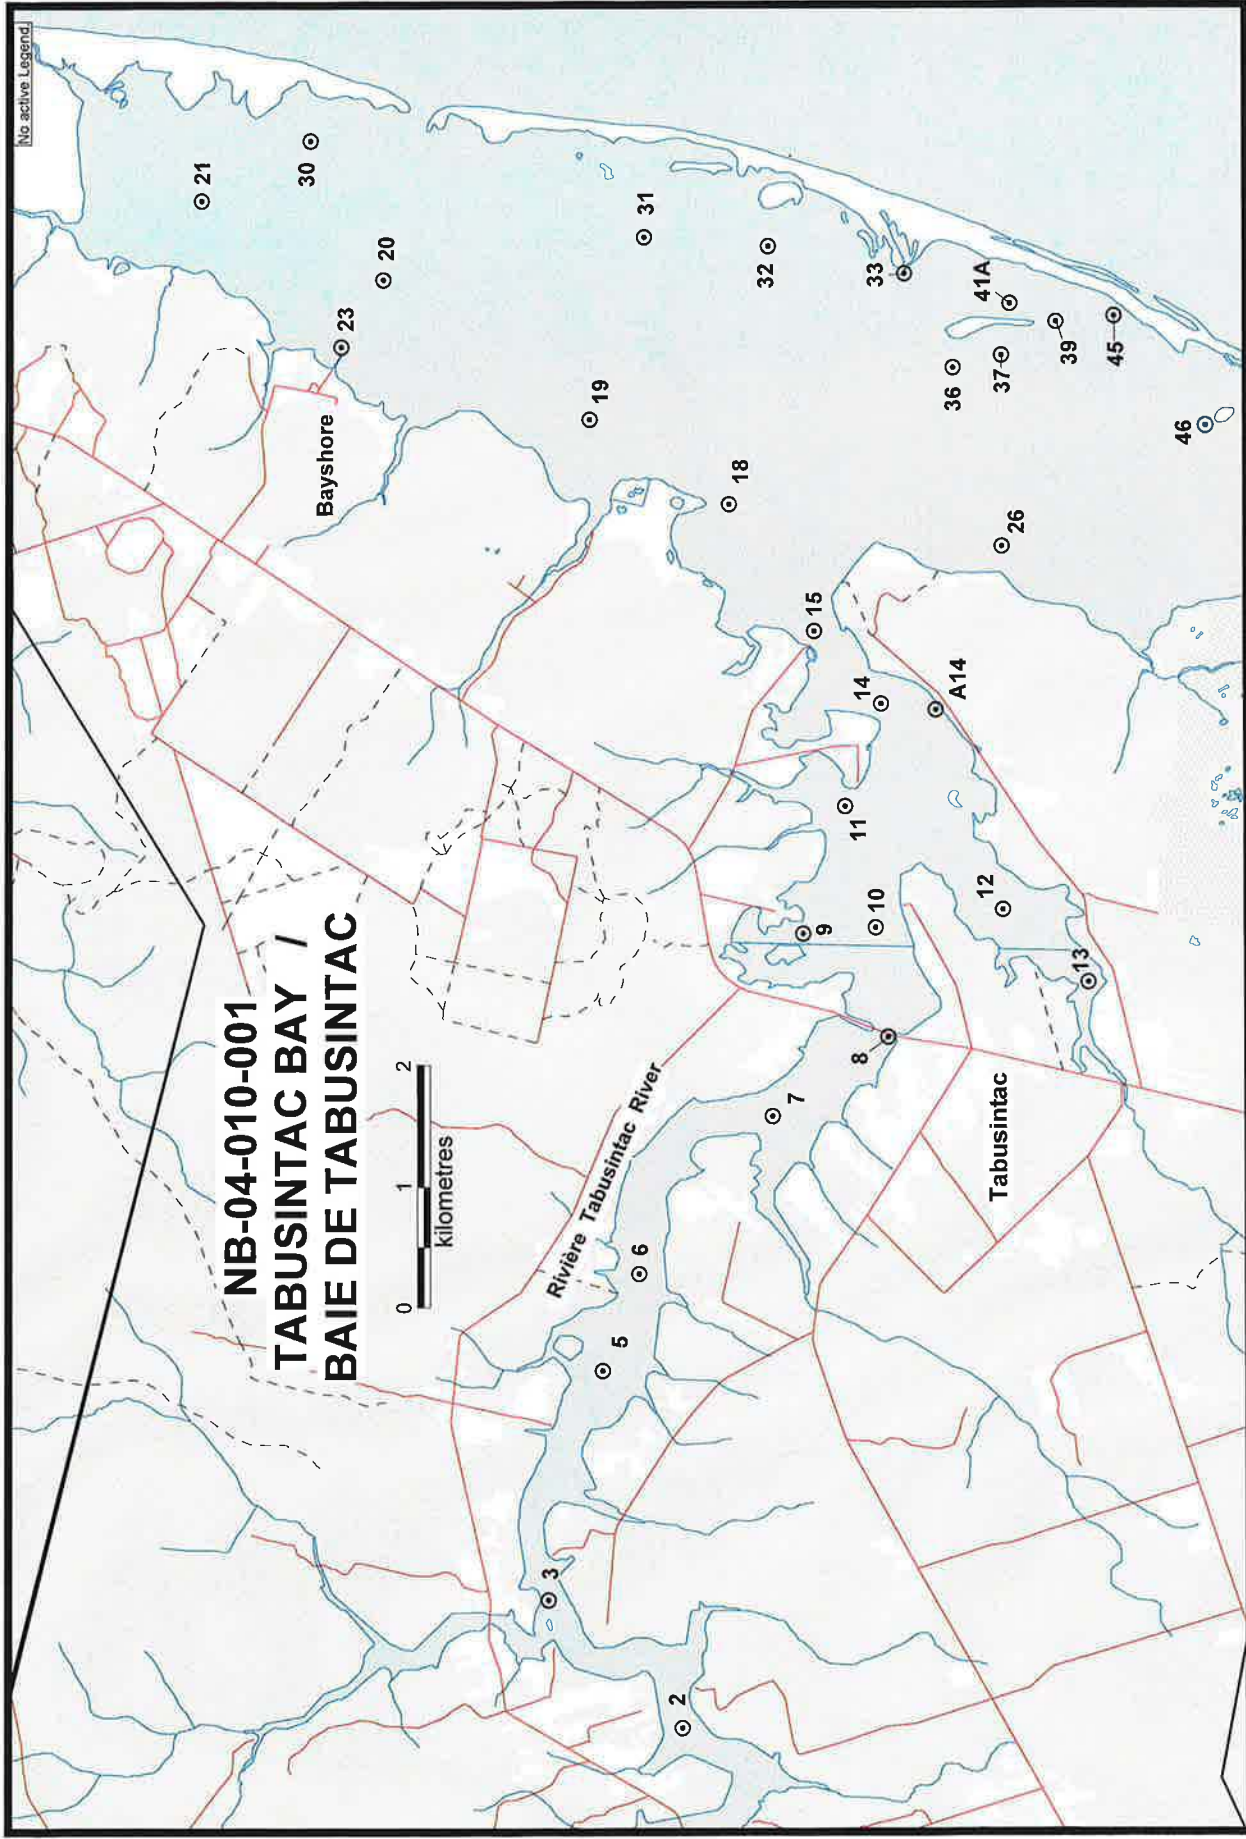 NB-04-010-001
TABUSINTAC BAY /
BAIE DE TABUSINTAC
0 1 2
kilometres
No active Legend
Rivière Tabusintac River
Bayshore
Tabusintac
2
3
5
6
7
8
9
10
11
12
13
14
A14
15
18
19
20
21
23
26
30
31
32
33
36
37
39
41A
45
46